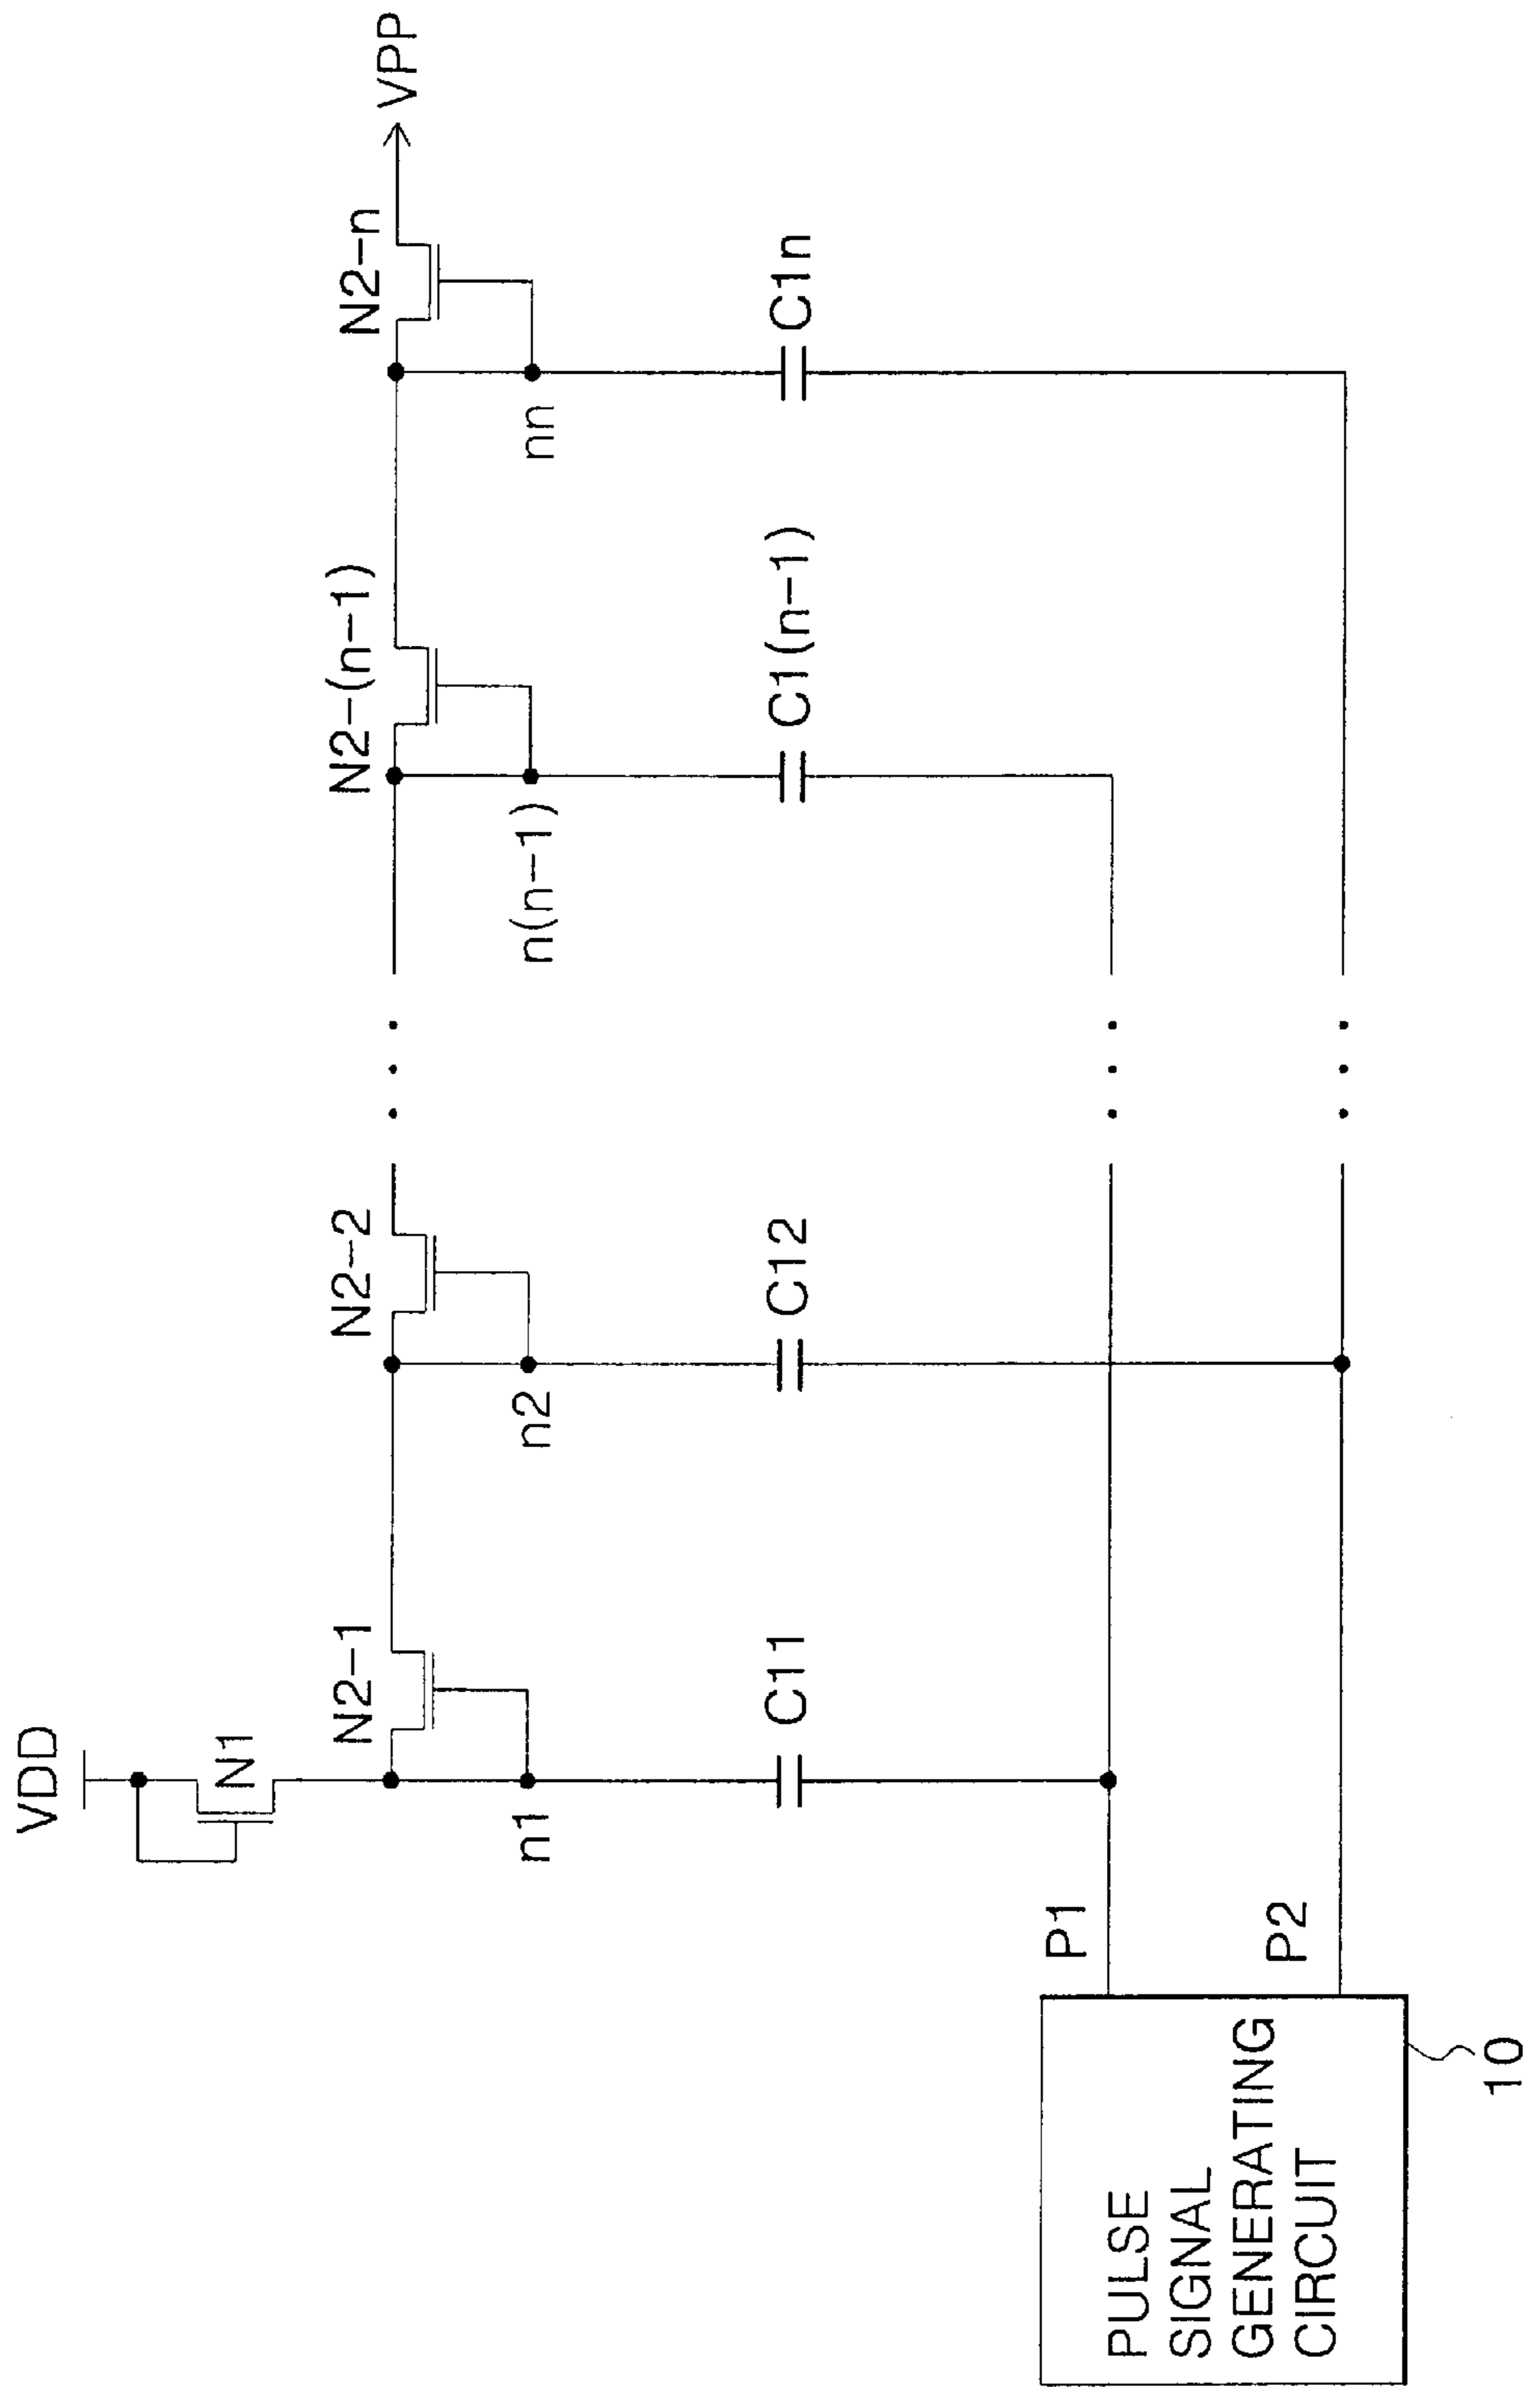 VDD
N1
N2-1
N2-2
N2-(n-1)
N2-n
VPP
n1
n2
n(n-1)
nn
C11
C12
C1(n-1)
C1n
P1
P2
PULSE
SIGNAL
GENERATING
CIRCUIT
10